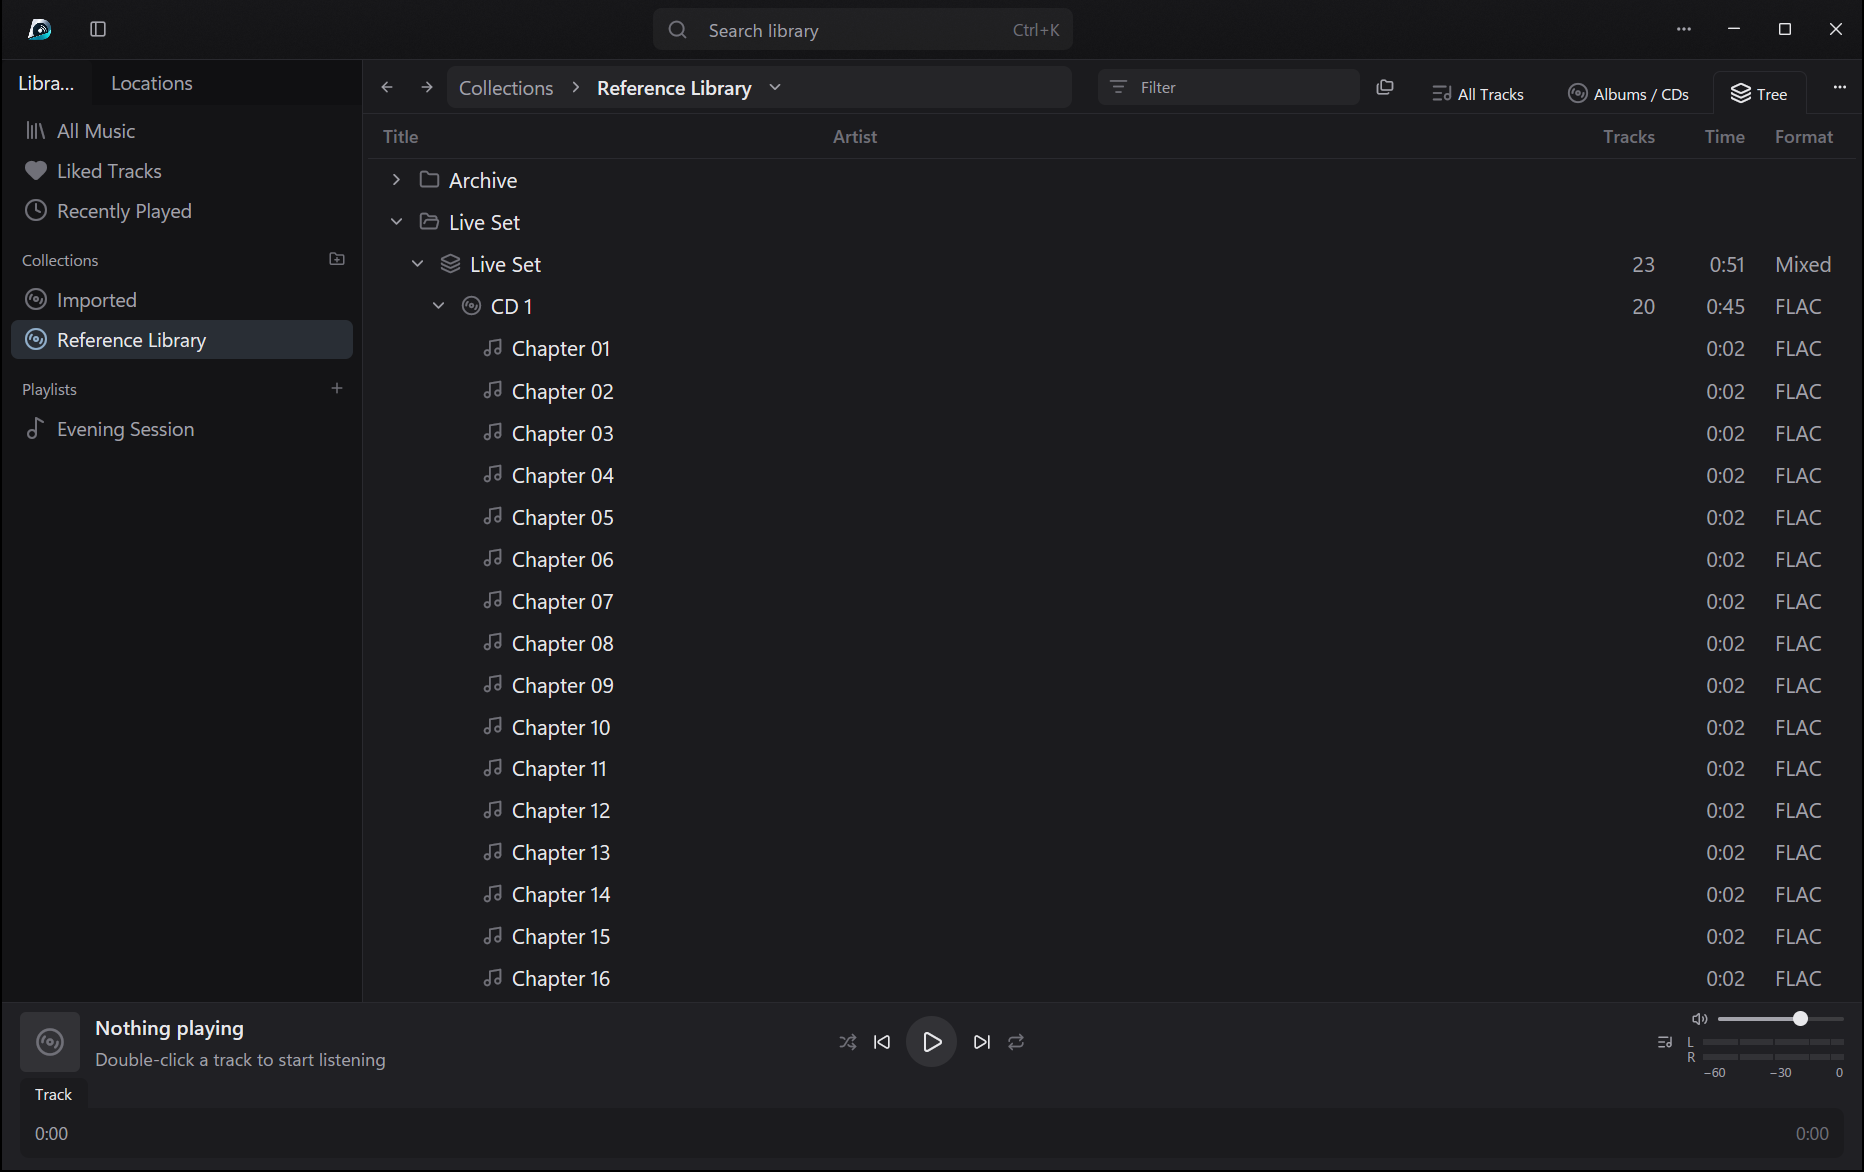 Search library Ctrl+K
Libra... Locations
Collections Reference Library
Filter
All Tracks
Albums / CDs
Tree
All Music
Liked Tracks
Recently Played
Collections
Imported
Reference Library
Playlists
Evening Session
Title Artist Tracks Time Format
Archive
Live Set
Live Set 23 0:51 Mixed
CD 1 20 0:45 FLAC
Chapter 01 0:02 FLAC
Chapter 02 0:02 FLAC
Chapter 03 0:02 FLAC
Chapter 04 0:02 FLAC
Chapter 05 0:02 FLAC
Chapter 06 0:02 FLAC
Chapter 07 0:02 FLAC
Chapter 08 0:02 FLAC
Chapter 09 0:02 FLAC
Chapter 10 0:02 FLAC
Chapter 11 0:02 FLAC
Chapter 12 0:02 FLAC
Chapter 13 0:02 FLAC
Chapter 14 0:02 FLAC
Chapter 15 0:02 FLAC
Chapter 16 0:02 FLAC
Nothing playing
Double-click a track to start listening
L
R
-60 -30 0
Track
0:00 0:00